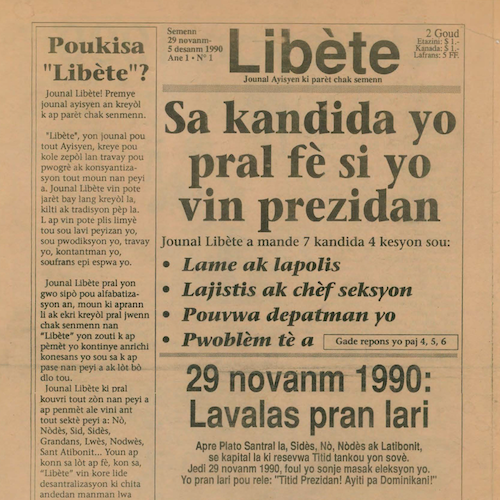 Poukisa
"Libète"?
Jounal Libète! Premye
jounal ayisyen an kreyòl
k ap parèt chak senmenn.
"Libète", yon jounal pou
tout Ayisyen, kreye pou
kole zepòl lan travay pou
pwogrè ak konsyantiza-
syon tout moun nan peyi
a. Jounal Libète vin pote
jarèt bay lang kreyòl la,
kilti ak tradisyon pèp la.
L ap vin pote plis limyè
tou sou lavi peyizan yo,
sou pwodiksyon yo, travay
yo, kontantman yo,
soufrans epi espwa yo.
Jounal Libète pral yon
gwo sipò pou alfabatiza-
syon an, moun ki aprann
li ak ekri kreyòl pral jwenn
chak senmenn nan
"Libète" yon zouti k ap
pèmèt yo kontinye anrichi
konesans yo sou sa k ap
pase nan peyi a ak lòt bò
dlo tou.
Jounal Libète ki pral
kouvri tout zòn nan peyi a
ap penmèt ale vini ant
tout sektè peyi a: Nò,
Nòdès, Sid, Sidès,
Grandans, Lwès, Nodwès,
Sant Atibonit... Youn ap
konn sa lòt ap fè, kon sa,
"Libète" vin kore lide
desantralizasyon ki chita
andedan manman lwa
Semenn
29 novanm-
5 desanm 1990
Ane 1 • N° 1
Libète
Jounal Ayisyen ki parèt chak semenn
2 Goud
Etazini: $ 1.-
Kanada: $ 1.-
Lafrans: 5 FF.
Sa kandida yo
pral fè si yo
vin prezidan
Jounal Libète a mande 7 kandida 4 kesyon sou:
• Lame ak lapolis
• Lajistis ak chèf seksyon
• Pouvwa depatman yo
• Pwoblèm tè a
Gade repons yo paj 4, 5, 6
29 novanm 1990:
Lavalas pran lari
Apre Plato Santral la, Sidès, Nò, Nòdès ak Latibonit,
se kapital la ki resevwa Titid tankou yon sovè.
Jedi 29 novanm 1990, foul yo sonje masak eleksyon yo.
Yo pran lari pou rele: "Titid Prezidan! Ayiti pa Dominikani!"